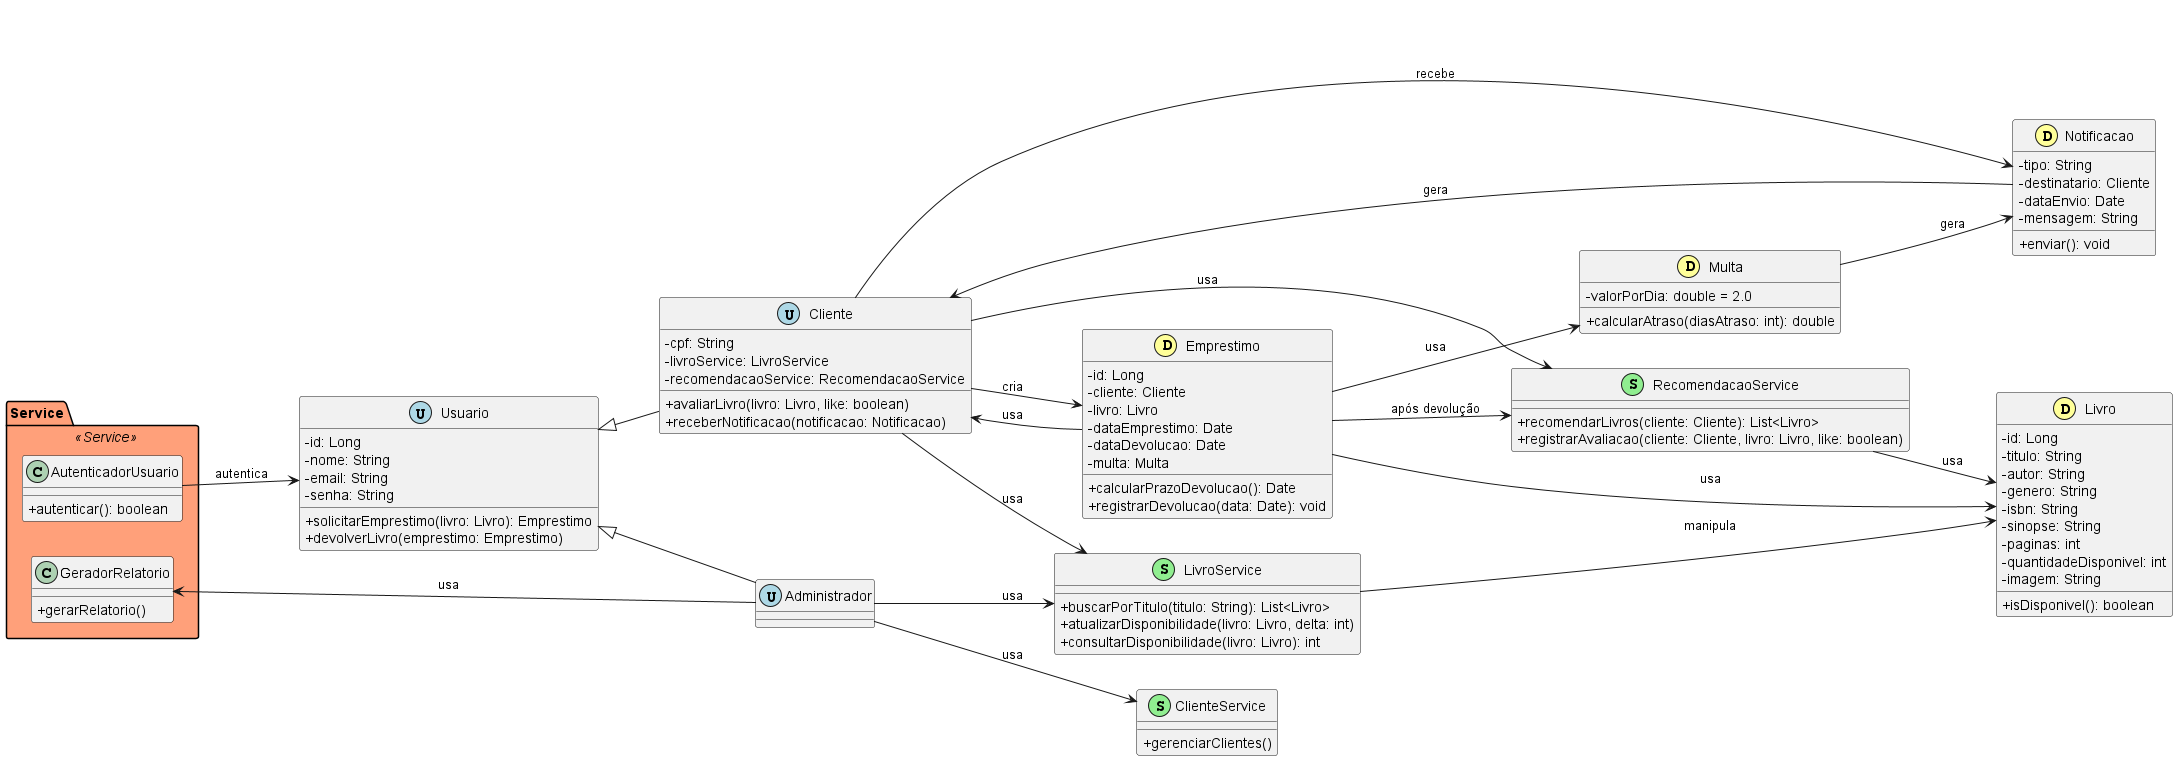 Service
«Service»
C AutenticadorUsuario
+autenticar(): boolean
C GeradorRelatorio
+gerarRelatorio()
autentica
usa
U Usuario
-id: Long
-nome: String
-email: String
-senha: String
+solicitarEmprestimo(livro: Livro): Emprestimo
+devolverLivro(emprestimo: Emprestimo)
U Cliente
-cpf: String
-livroService: LivroService
-recomendacaoService: RecomendacaoService
+avaliarLivro(livro: Livro, like: boolean)
+receberNotificacao(notificacao: Notificacao)
U Administrador
recebe
gera
usa
cria
usa
usa
usa
usa
D Emprestimo
-id: Long
-cliente: Cliente
-livro: Livro
-dataEmprestimo: Date
-dataDevolucao: Date
-multa: Multa
+calcularPrazoDevolucao(): Date
+registrarDevolucao(data: Date): void
S LivroService
+buscarPorTitulo(titulo: String): List<Livro>
+atualizarDisponibilidade(livro: Livro, delta: int)
+consultarDisponibilidade(livro: Livro): int
S ClienteService
+gerenciarClientes()
usa
após devolução
usa
manipula
D Multa
-valorPorDia: double = 2.0
+calcularAtraso(diasAtraso: int): double
S RecomendacaoService
+recomendarLivros(cliente: Cliente): List<Livro>
+registrarAvaliacao(cliente: Cliente, livro: Livro, like: boolean)
gera
usa
D Notificacao
-tipo: String
-destinatario: Cliente
-dataEnvio: Date
-mensagem: String
+enviar(): void
D Livro
-id: Long
-titulo: String
-autor: String
-genero: String
-isbn: String
-sinopse: String
-paginas: int
-quantidadeDisponivel: int
-imagem: String
+isDisponivel(): boolean